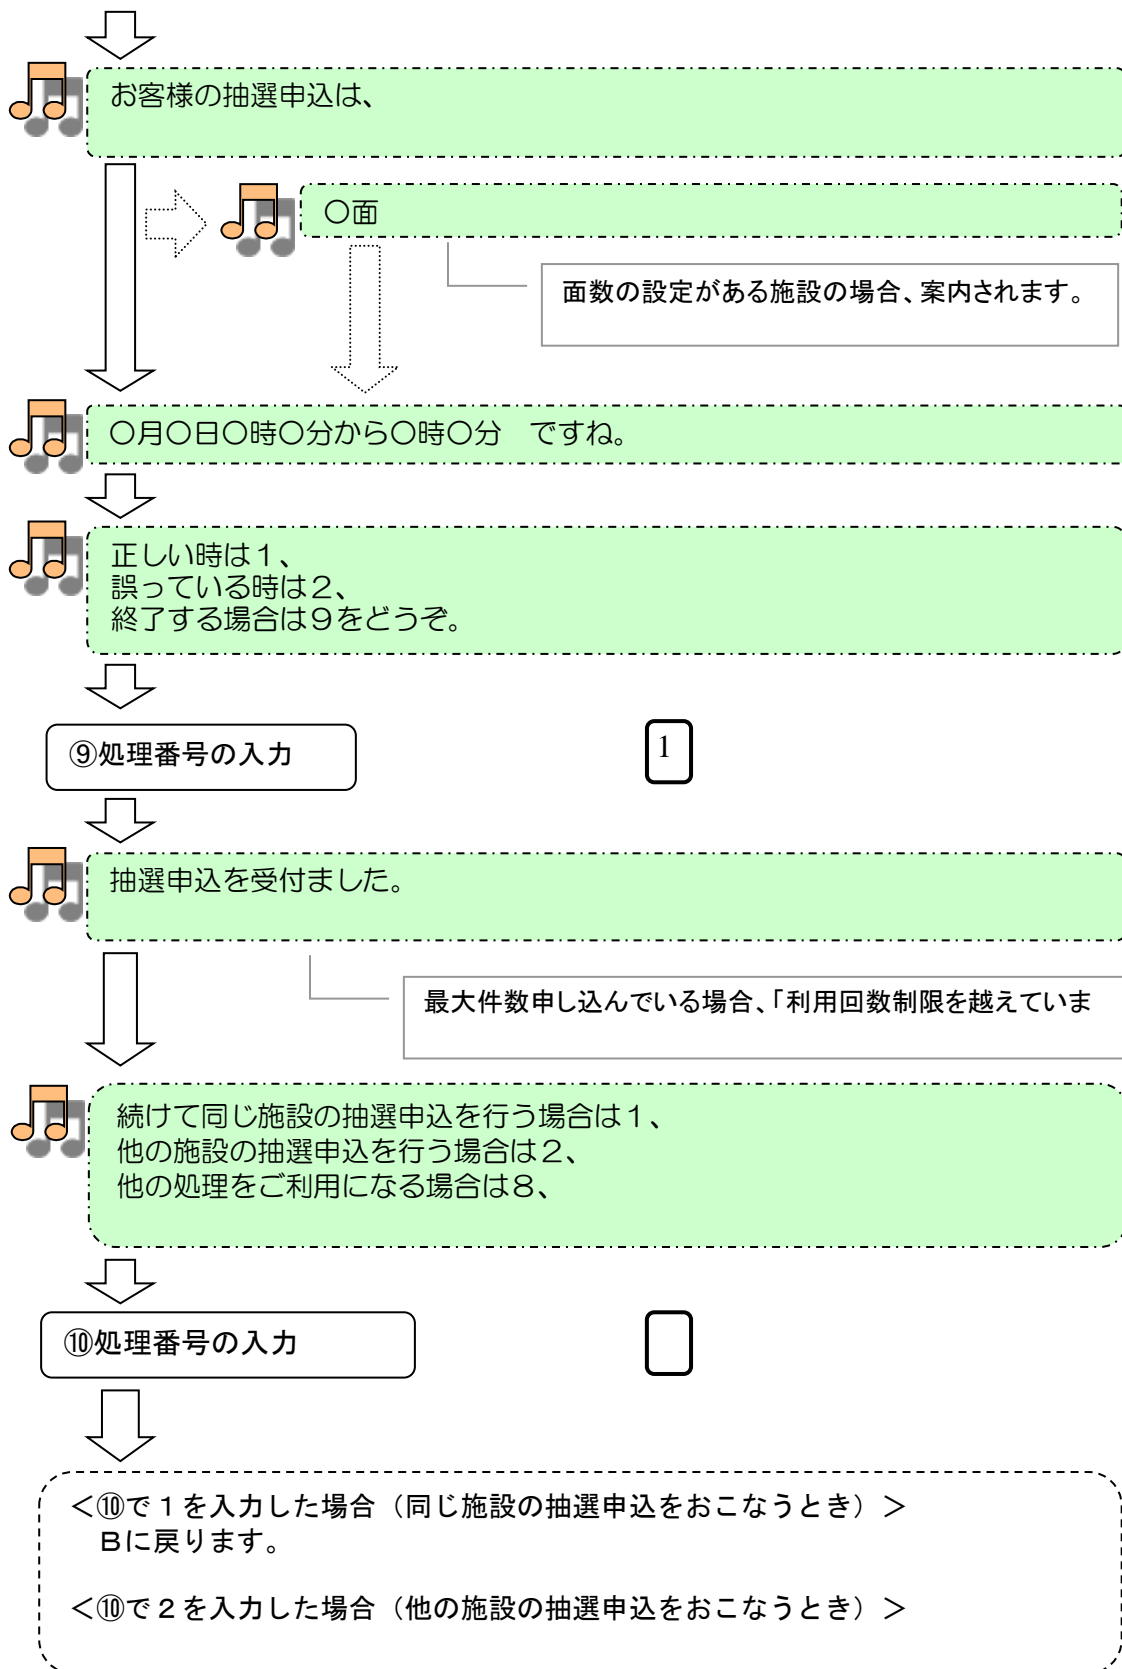 お客様の抽選申込は、
〇面
面数の設定がある施設の場合、案内されます。
〇月〇日〇時〇分から〇時〇分　ですね。
正しい時は１、
誤っている時は２、
終了する場合は９をどうぞ。
⑨処理番号の入力
1
抽選申込を受付ました。
最大件数申し込んでいる場合、「利用回数制限を越えていま
続けて同じ施設の抽選申込を行う場合は１、
他の施設の抽選申込を行う場合は２、
他の処理をご利用になる場合は８、
⑩処理番号の入力
＜⑩で１を入力した場合（同じ施設の抽選申込をおこなうとき）＞
Ｂに戻ります。
＜⑩で２を入力した場合（他の施設の抽選申込をおこなうとき）＞